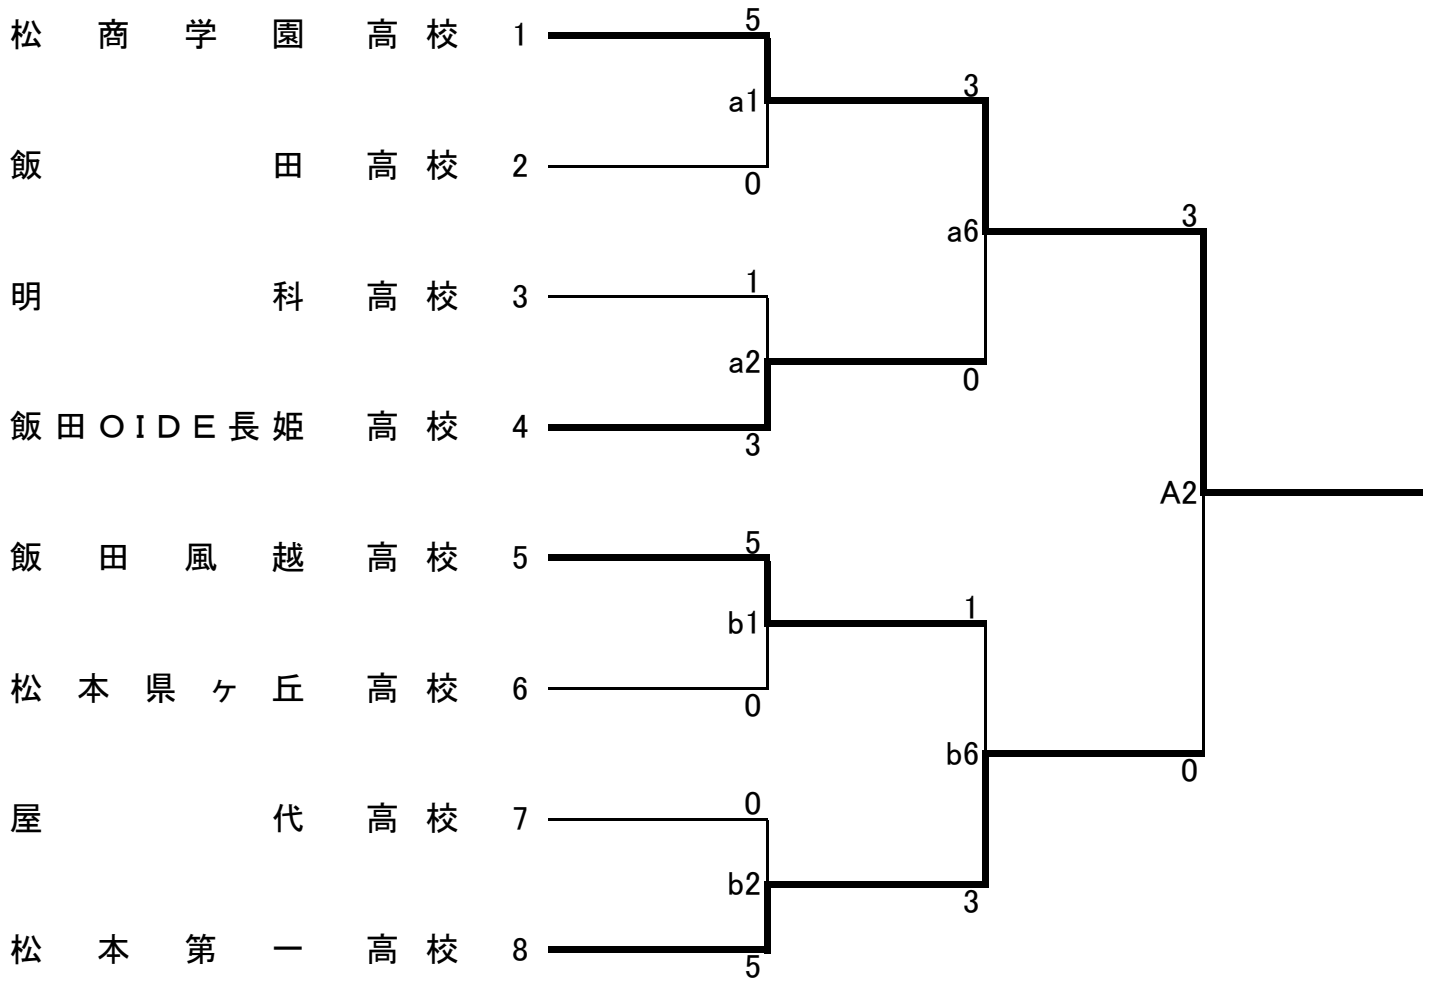 松商学園高校 1 5
a1 3
飯田高校 2 0
a6 3
明科高校 3 1
a2 0
飯田OIDE長姫高校 4 3
A2
飯田風越高校 5 5
b1 1
松本県ヶ丘高校 6 0
b6 0
屋代高校 7 0
b2 3
松本第一高校 8 5